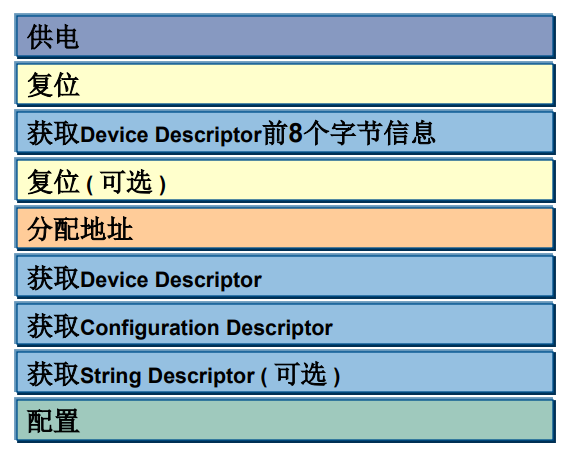 供电
复位
获取Device Descriptor前8个字节信息
复位 ( 可选 )
分配地址
获取Device Descriptor
获取Configuration Descriptor
获取String Descriptor ( 可选 )
配置